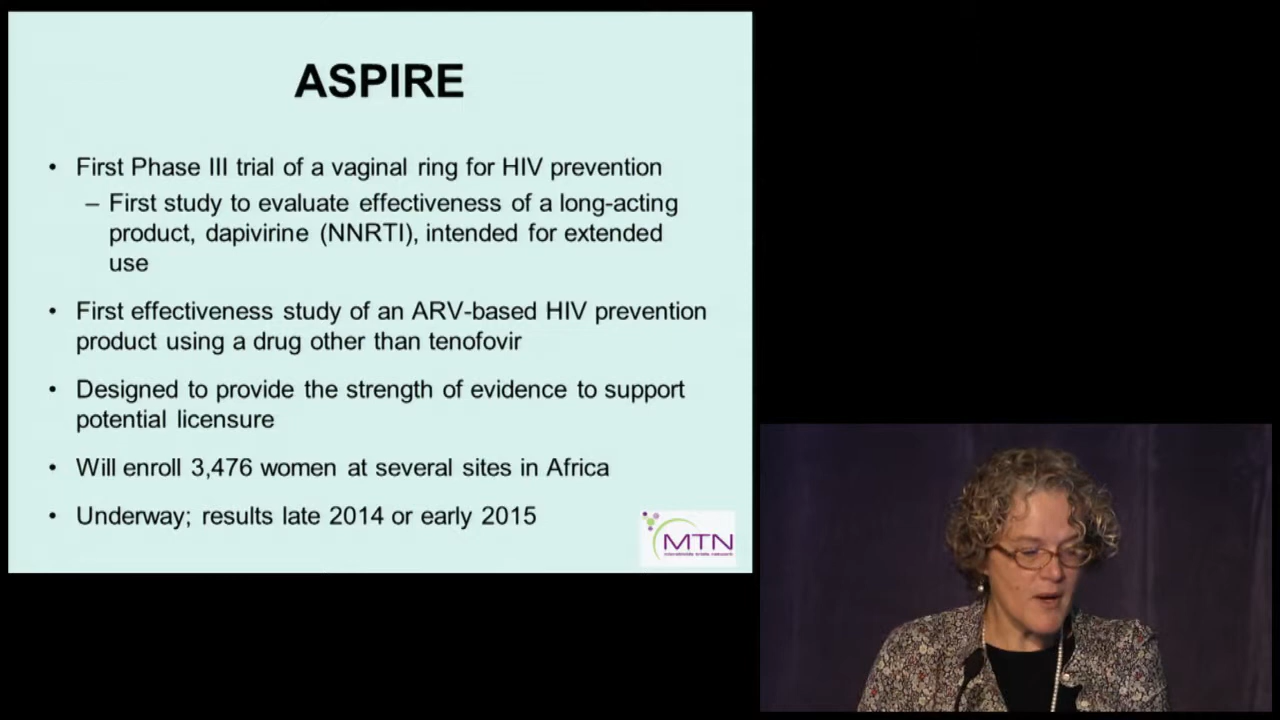 ASPIRE
• First Phase III trial of a vaginal ring for HIV prevention
– First study to evaluate effectiveness of a long-acting
product, dapivirine (NNRTI), intended for extended
use
• First effectiveness study of an ARV-based HIV prevention
product using a drug other than tenofovir
• Designed to provide the strength of evidence to support
potential licensure
• Will enroll 3,476 women at several sites in Africa
• Underway; results late 2014 or early 2015
MTN
microbicide trials network